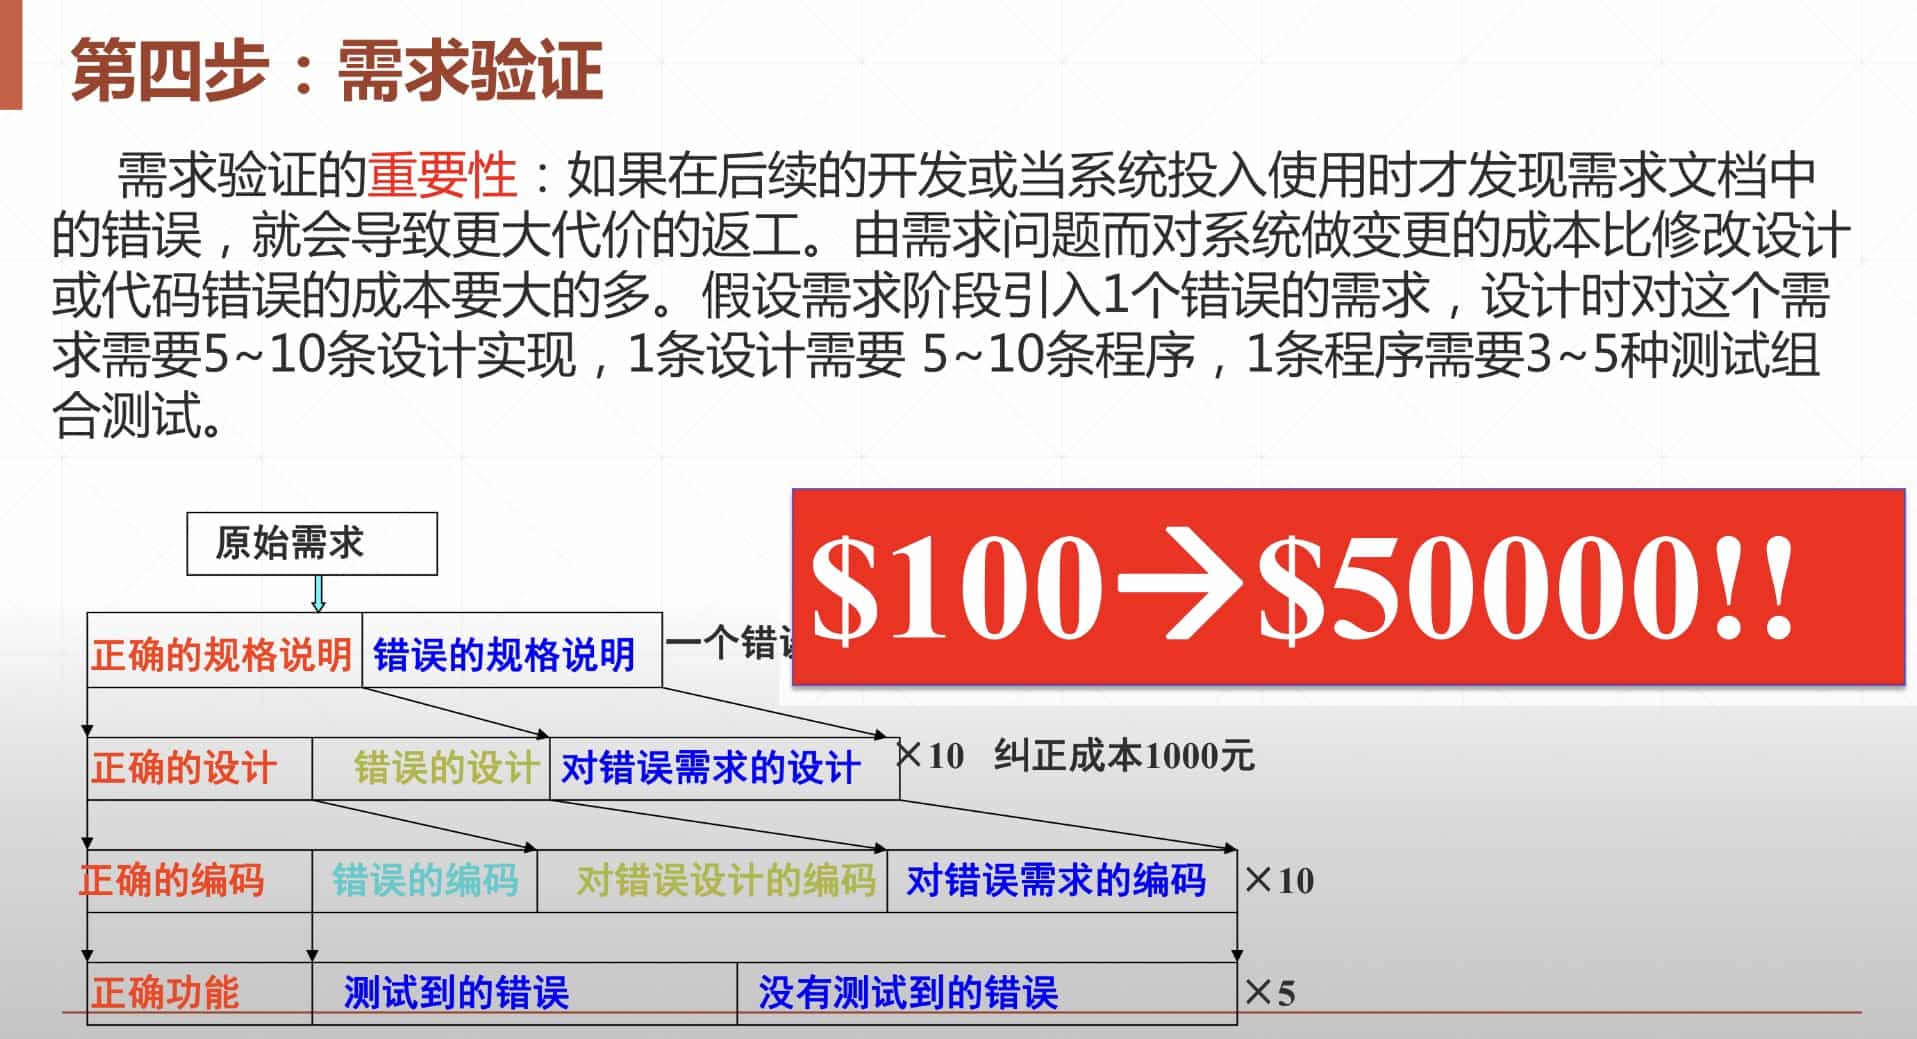 第四步：需求验证
需求验证的重要性：如果在后续的开发或当系统投入使用时才发现需求文档中
的错误，就会导致更大代价的返工。由需求问题而对系统做变更的成本比修改设计
或代码错误的成本要大的多。假设需求阶段引入1个错误的需求，设计时对这个需
求需要5~10条设计实现，1条设计需要 5~10条程序，1条程序需要3~5种测试组
合测试。
原始需求
$100→$50000!!
正确的规格说明 错误的规格说明 一个错
正确的设计 错误的设计 对错误需求的设计 ×10 纠正成本1000元
正确的编码 错误的编码 对错误设计的编码 对错误需求的编码 ×10
正确功能 测试到的错误 没有测试到的错误 ×5